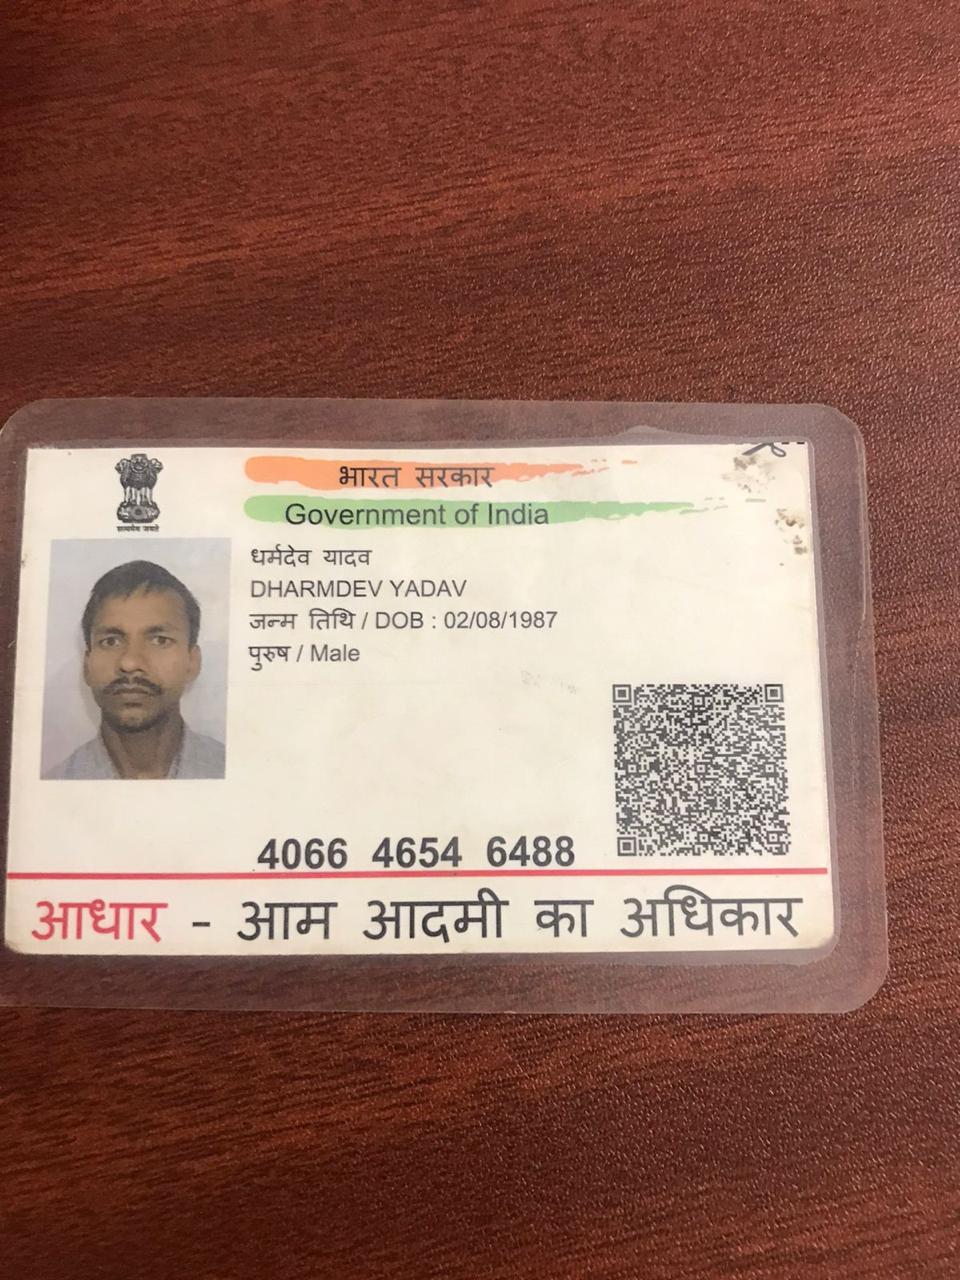 सत्यमेव जयते
भारत सरकार
Government of India
धर्मदेव यादव
DHARMDEV YADAV
जन्म तिथि / DOB : 02/08/1987
पुरुष / Male
4066 4654 6488
आधार - आम आदमी का अधिकार